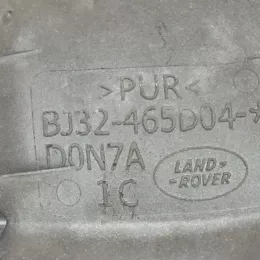 >PUR<
BJ32-465D04-*
D0N7A
LAND-
-ROVER
1C